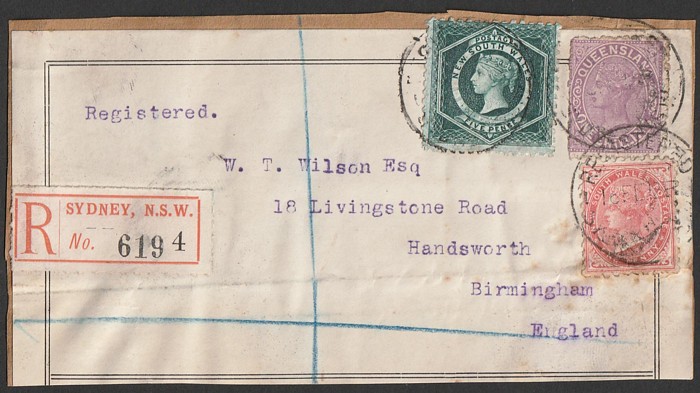 Registered.
W. T. Wilson Esq
18 Livingstone Road
Handsworth
Birmingham
England
R
SYDNEY, N.S.W.
No. 6194
POSTAGE
NEW SOUTH WALES
FIVE PENCE
QUEENSLAND